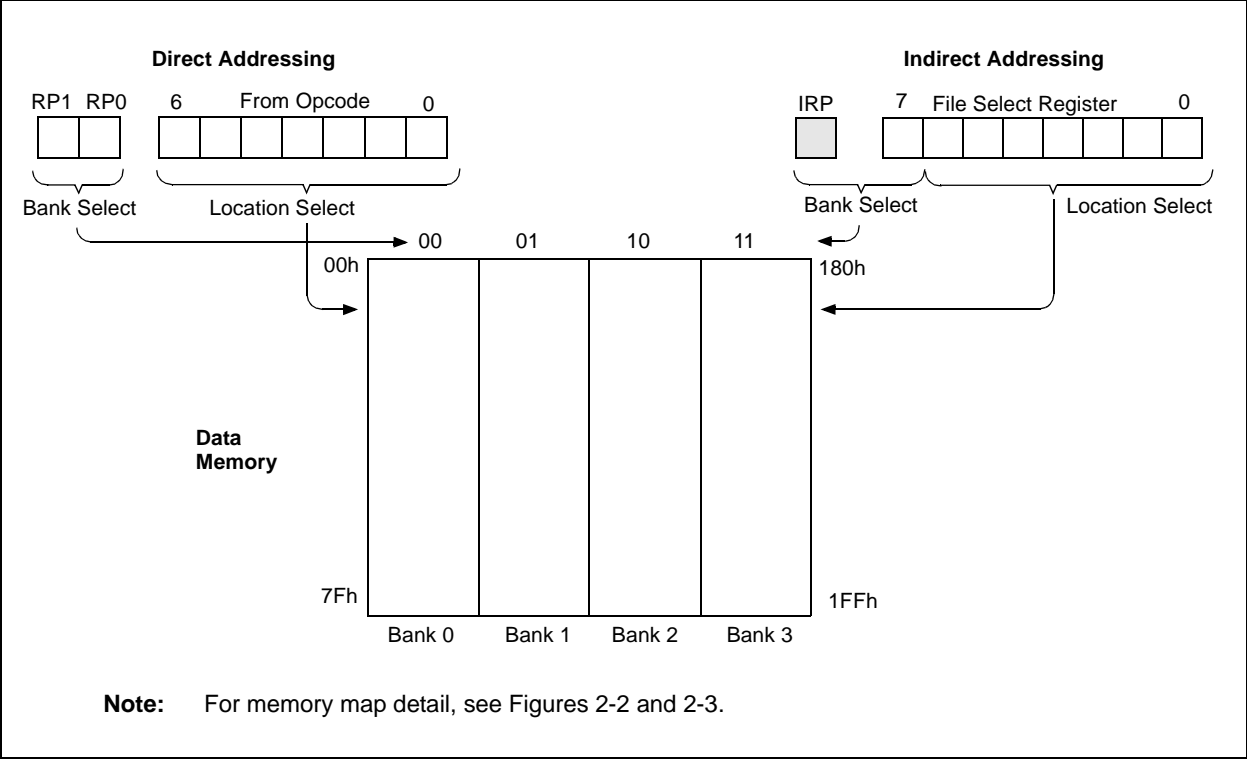 Direct Addressing
Indirect Addressing
RP1 RP0
6 From Opcode 0
IRP
7 File Select Register 0
Bank Select
Location Select
Bank Select
Location Select
00 01 10 11
00h
180h
Data
Memory
7Fh
1FFh
Bank 0 Bank 1 Bank 2 Bank 3
Note: For memory map detail, see Figures 2-2 and 2-3.